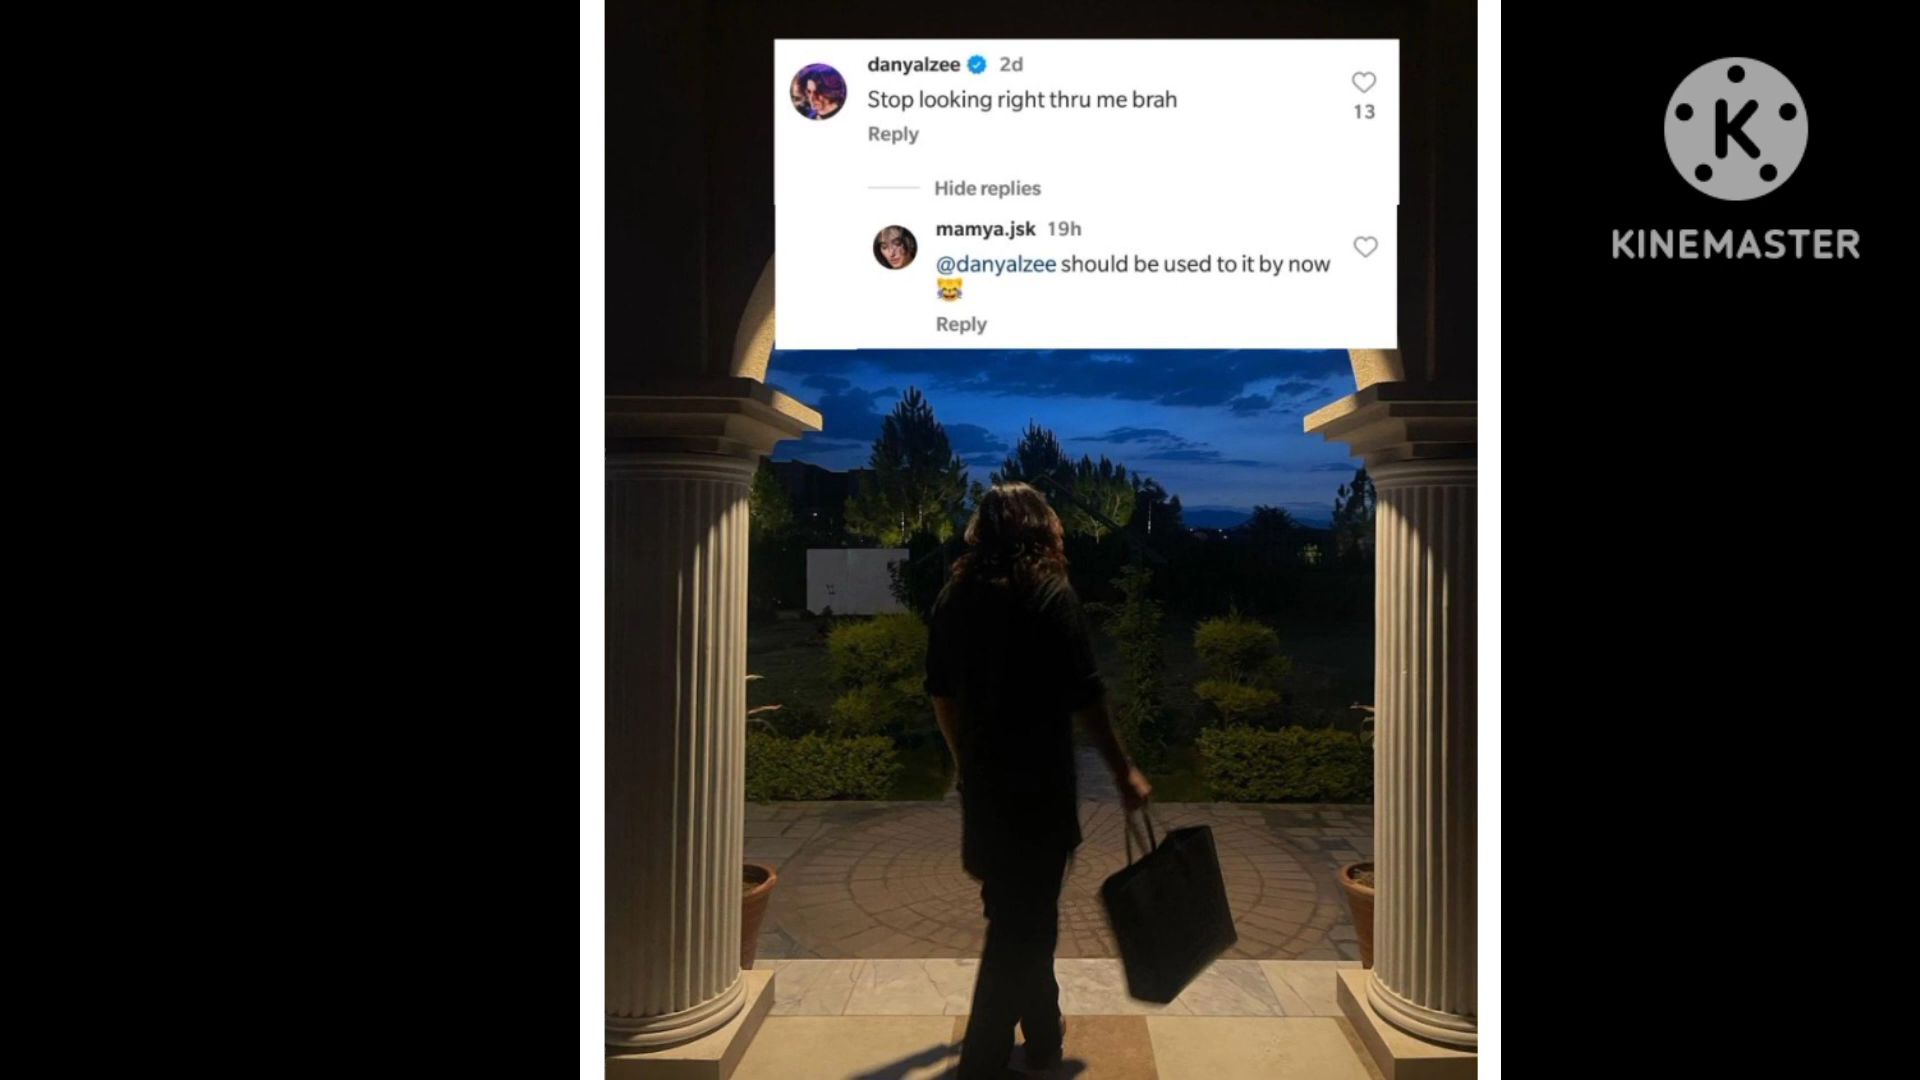 danyalzee 2d
Stop looking right thru me brah
13
Reply
Hide replies
mamya.jsk 19h
@danyalzee should be used to it by now
😹
Reply
K
KINEMASTER